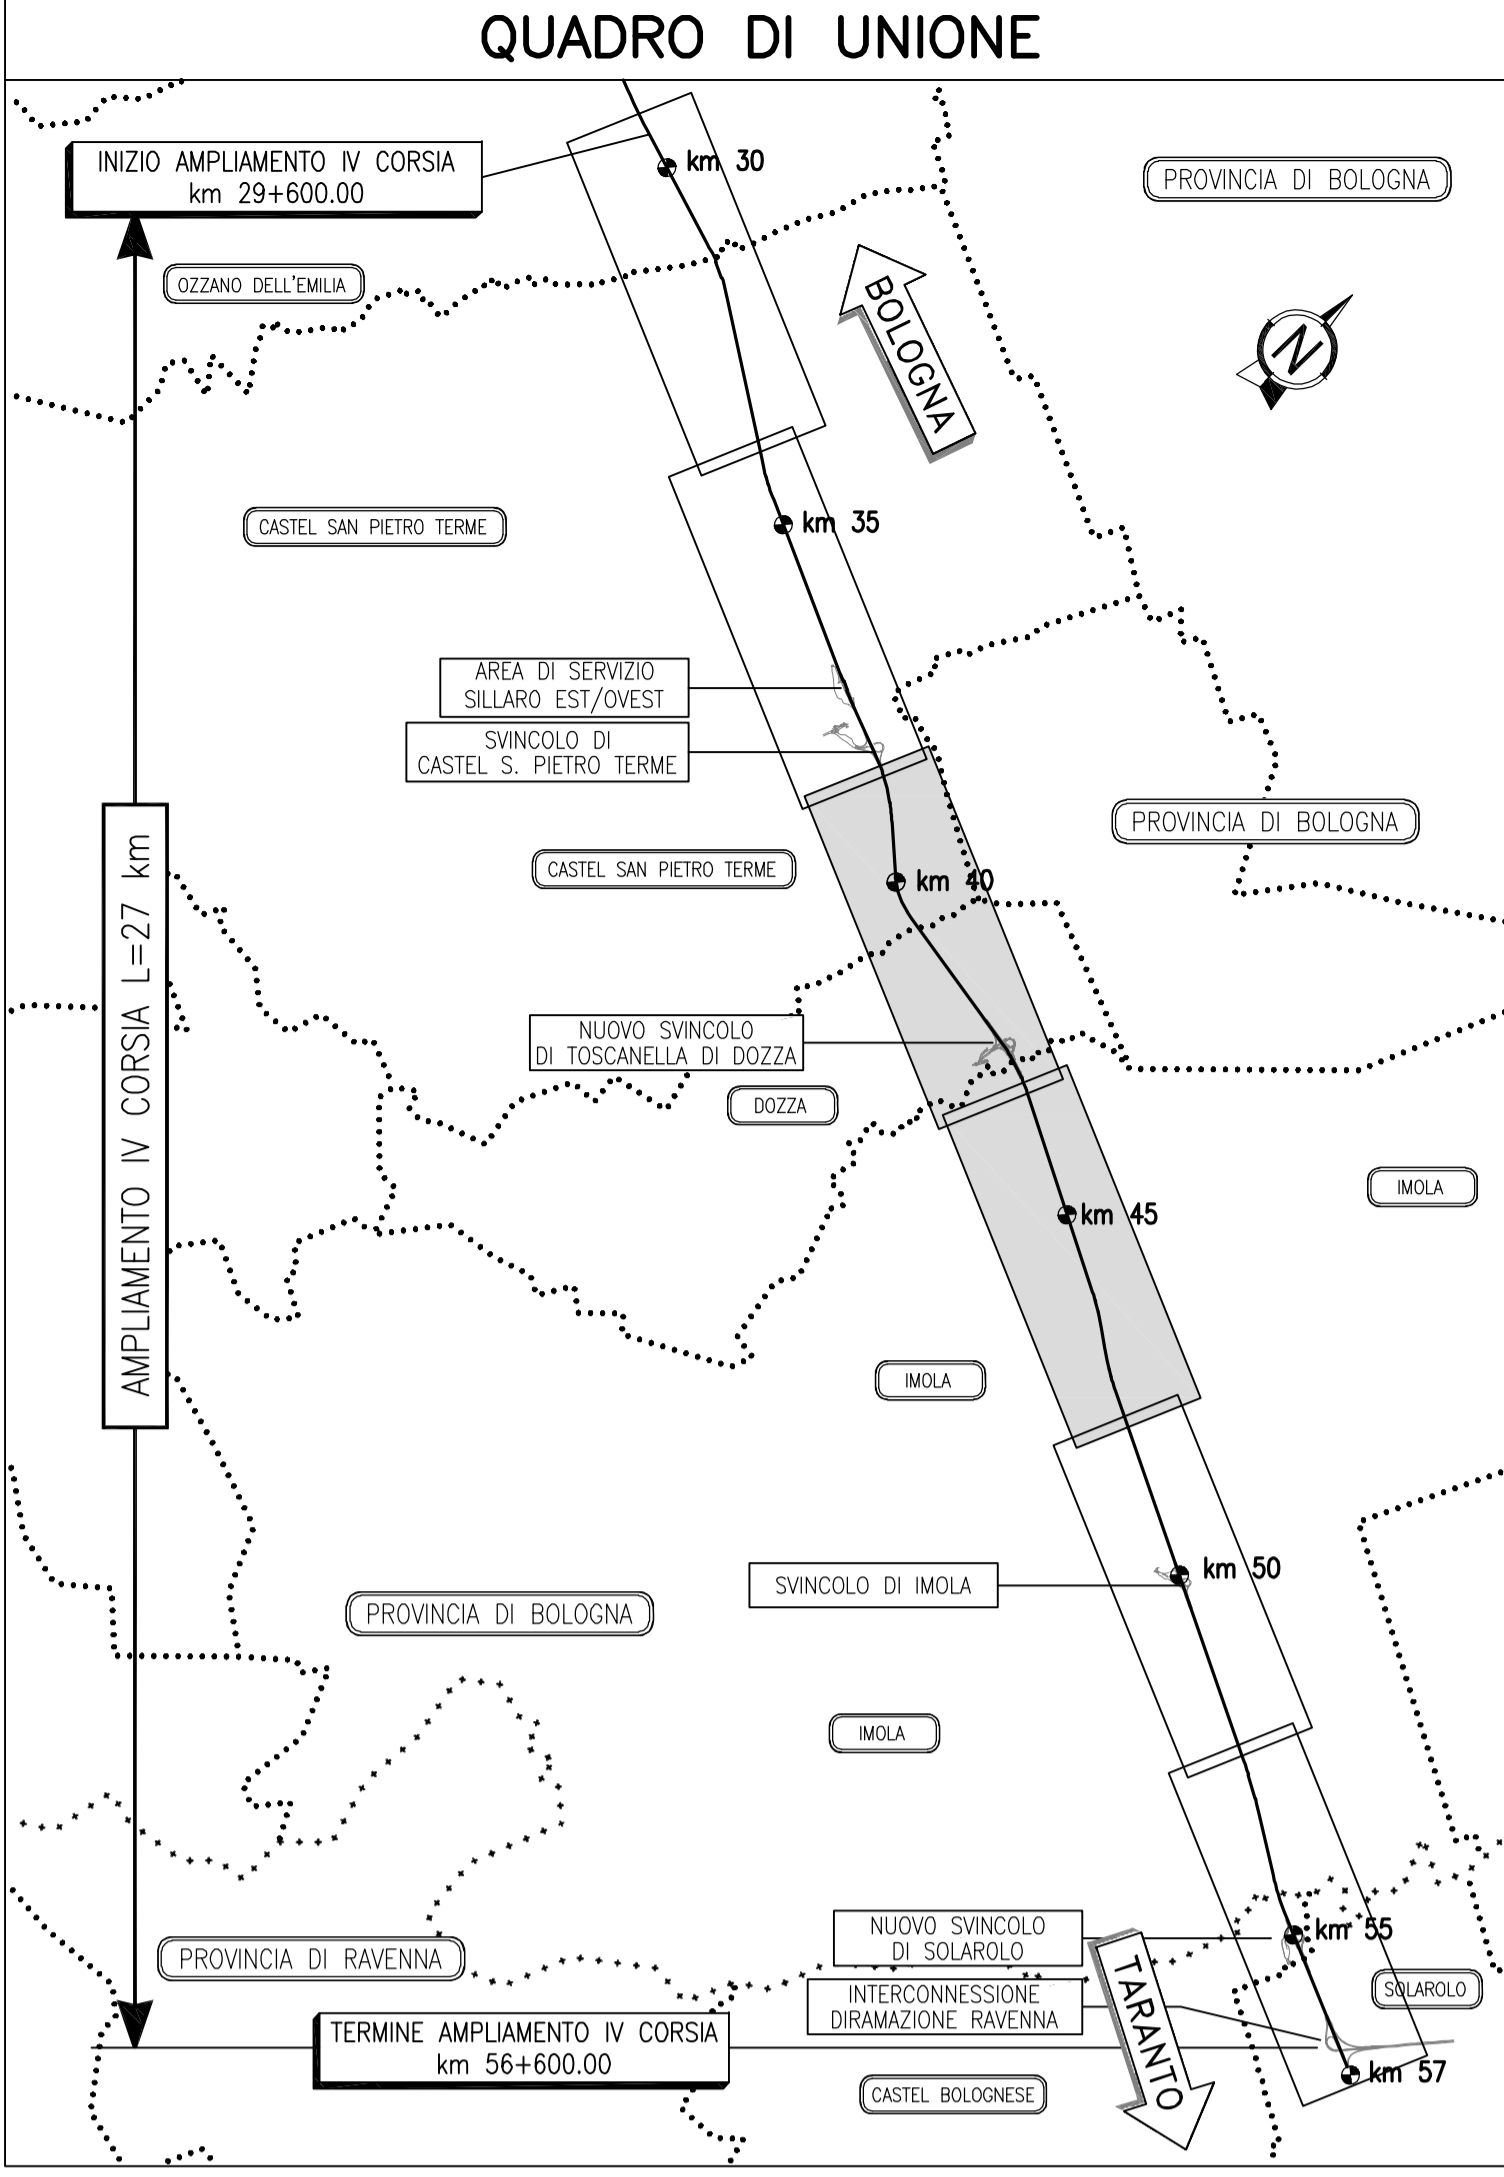 QUADRO DI UNIONE
INIZIO AMPLIAMENTO IV CORSIA
km 29+600.00
km 30
PROVINCIA DI BOLOGNA
OZZANO DELL'EMILIA
BOLOGNA
N
CASTEL SAN PIETRO TERME
km 35
AREA DI SERVIZIO
SILLARO EST/OVEST
SVINCOLO DI
CASTEL S. PIETRO TERME
PROVINCIA DI BOLOGNA
CASTEL SAN PIETRO TERME
km 40
AMPLIAMENTO IV CORSIA L=27 km
NUOVO SVINCOLO
DI TOSCANELLA DI DOZZA
DOZZA
IMOLA
km 45
IMOLA
km 50
SVINCOLO DI IMOLA
PROVINCIA DI BOLOGNA
IMOLA
NUOVO SVINCOLO
DI SOLAROLO
km 55
PROVINCIA DI RAVENNA
INTERCONNESSIONE
DIRAMAZIONE RAVENNA
SOLAROLO
TARANTO
TERMINE AMPLIAMENTO IV CORSIA
km 56+600.00
km 57
CASTEL BOLOGNESE